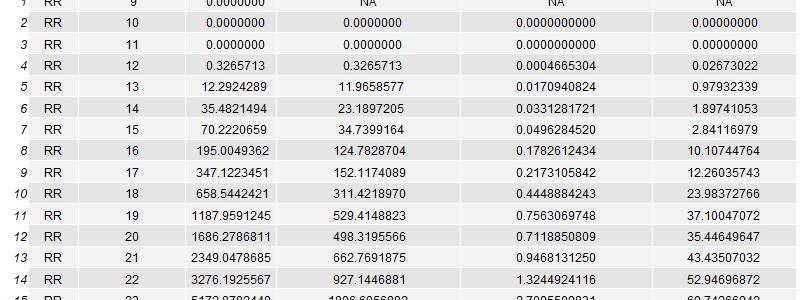 1 RR 9 0.0000000 NA NA NA
2 RR 10 0.0000000 0.0000000 0.0000000000 0.00000000
3 RR 11 0.0000000 0.0000000 0.0000000000 0.00000000
4 RR 12 0.3265713 0.3265713 0.0004665304 0.02673022
5 RR 13 12.2924289 11.9658577 0.0170940824 0.97932339
6 RR 14 35.4821494 23.1897205 0.0331281721 1.89741053
7 RR 15 70.2220659 34.7399164 0.0496284520 2.84116979
8 RR 16 195.0049362 124.7828704 0.1782612434 10.10744764
9 RR 17 347.1223451 152.1174089 0.2173105842 12.26035743
10 RR 18 658.5442421 311.4218970 0.4448884243 23.98372766
11 RR 19 1187.9591245 529.4148823 0.7563069748 37.10047072
12 RR 20 1686.2786811 498.3195566 0.7118850809 35.44649647
13 RR 21 2349.0478685 662.7691875 0.9468131250 43.43507032
14 RR 22 3276.1925567 927.1446881 1.3244924116 52.94696872
15 RR 23